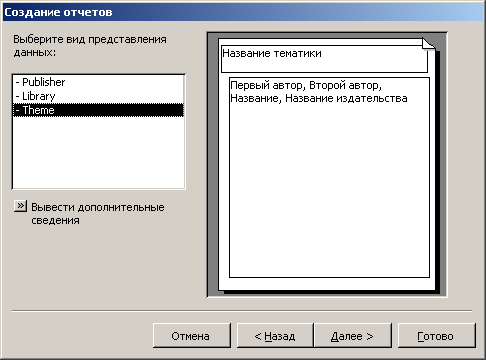 Создание отчетов
Выберите вид представления
данных:
- Publisher
- Library
- Theme
Вывести дополнительные
сведения
Название тематики
Первый автор, Второй автор,
Название, Название издательства
Отмена
< Назад
Далее >
Готово